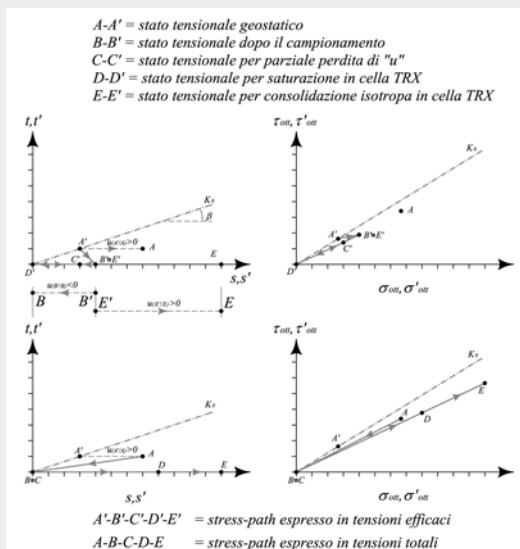 A-A' = stato tensionale geostatico
B-B' = stato tensionale dopo il campionamento
C-C' = stato tensionale per parziale perdita di "u"
D-D' = stato tensionale per saturazione in cella TRX
E-E' = stato tensionale per consolidazione isotropa in cella TRX
t,t'
K₀
β
A'
A
C'
B'≡E'
E
D'
s,s'
B
B'
E'
E
τott, τ'ott
K₀
A
A'
B'≡E'
C'
D'
σott, σ'ott
t,t'
K₀
A'
A
D
E
B≡C
s,s'
τott, τ'ott
K₀
E
A
D
A'
B≡C
σott, σ'ott
A'-B'-C'-D'-E' = stress-path espresso in tensioni efficaci
A-B-C-D-E = stress-path espresso in tensioni totali